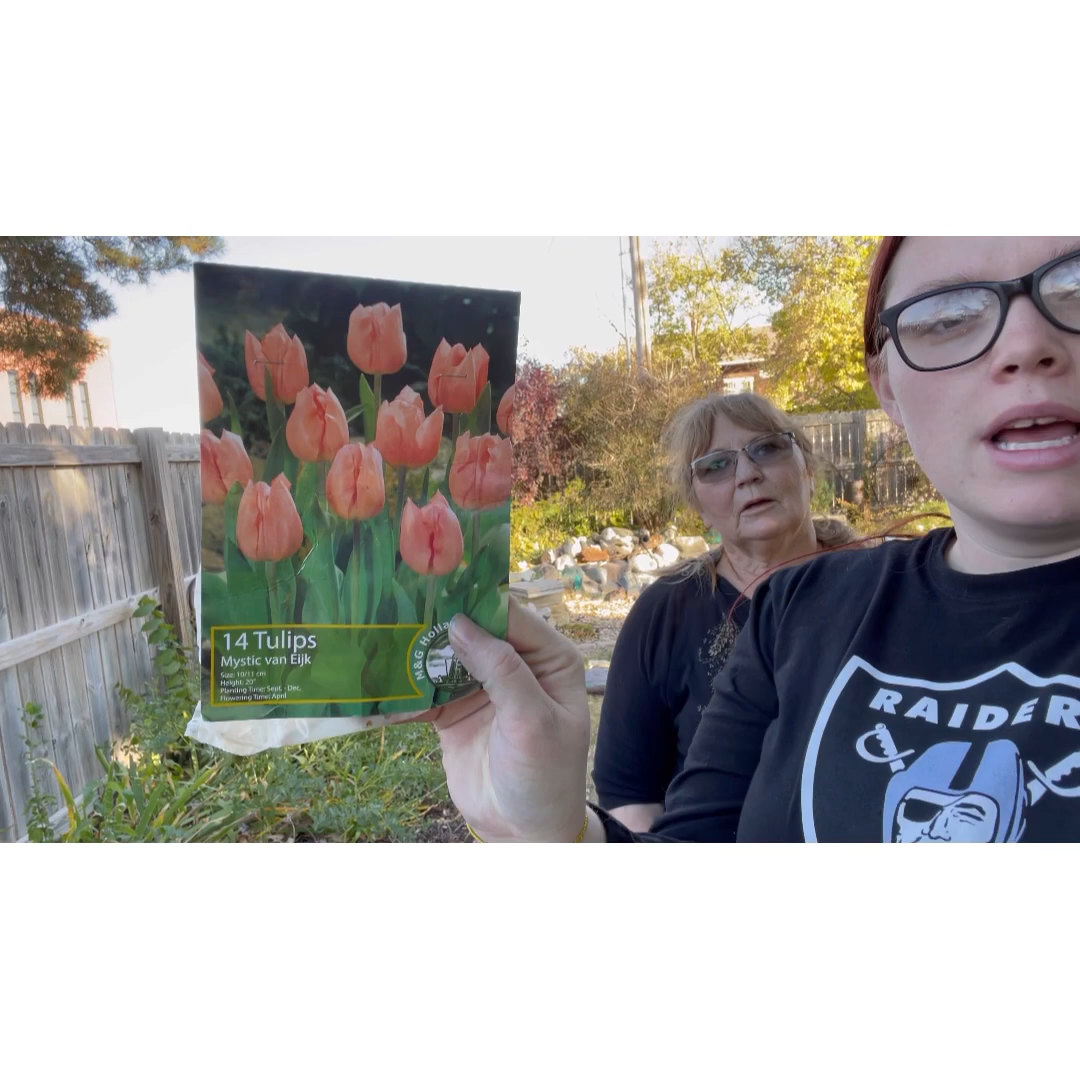 14 Tulips
Mystic van Eijk
Size: 10/11 cm
Height: 20"
Planting Time: Sept. - Dec.
Flowering Time: April
M&G Holla
RAIDER